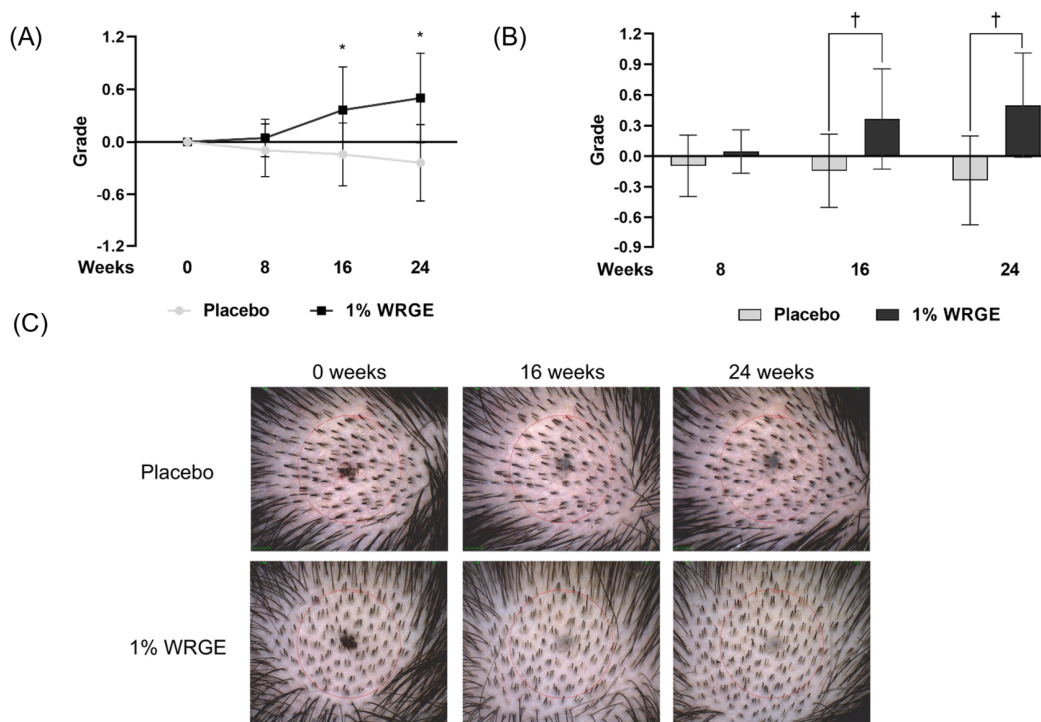 (A)
1.2
0.6
0.0
-0.6
-1.2
Grade
* *
Weeks 0 8 16 24
Placebo 1% WRGE
(B)
1.2
0.9
0.6
0.3
0.0
-0.3
-0.6
-0.9
Grade
† †
Weeks 8 16 24
Placebo 1% WRGE
(C)
0 weeks 16 weeks 24 weeks
Placebo
1% WRGE